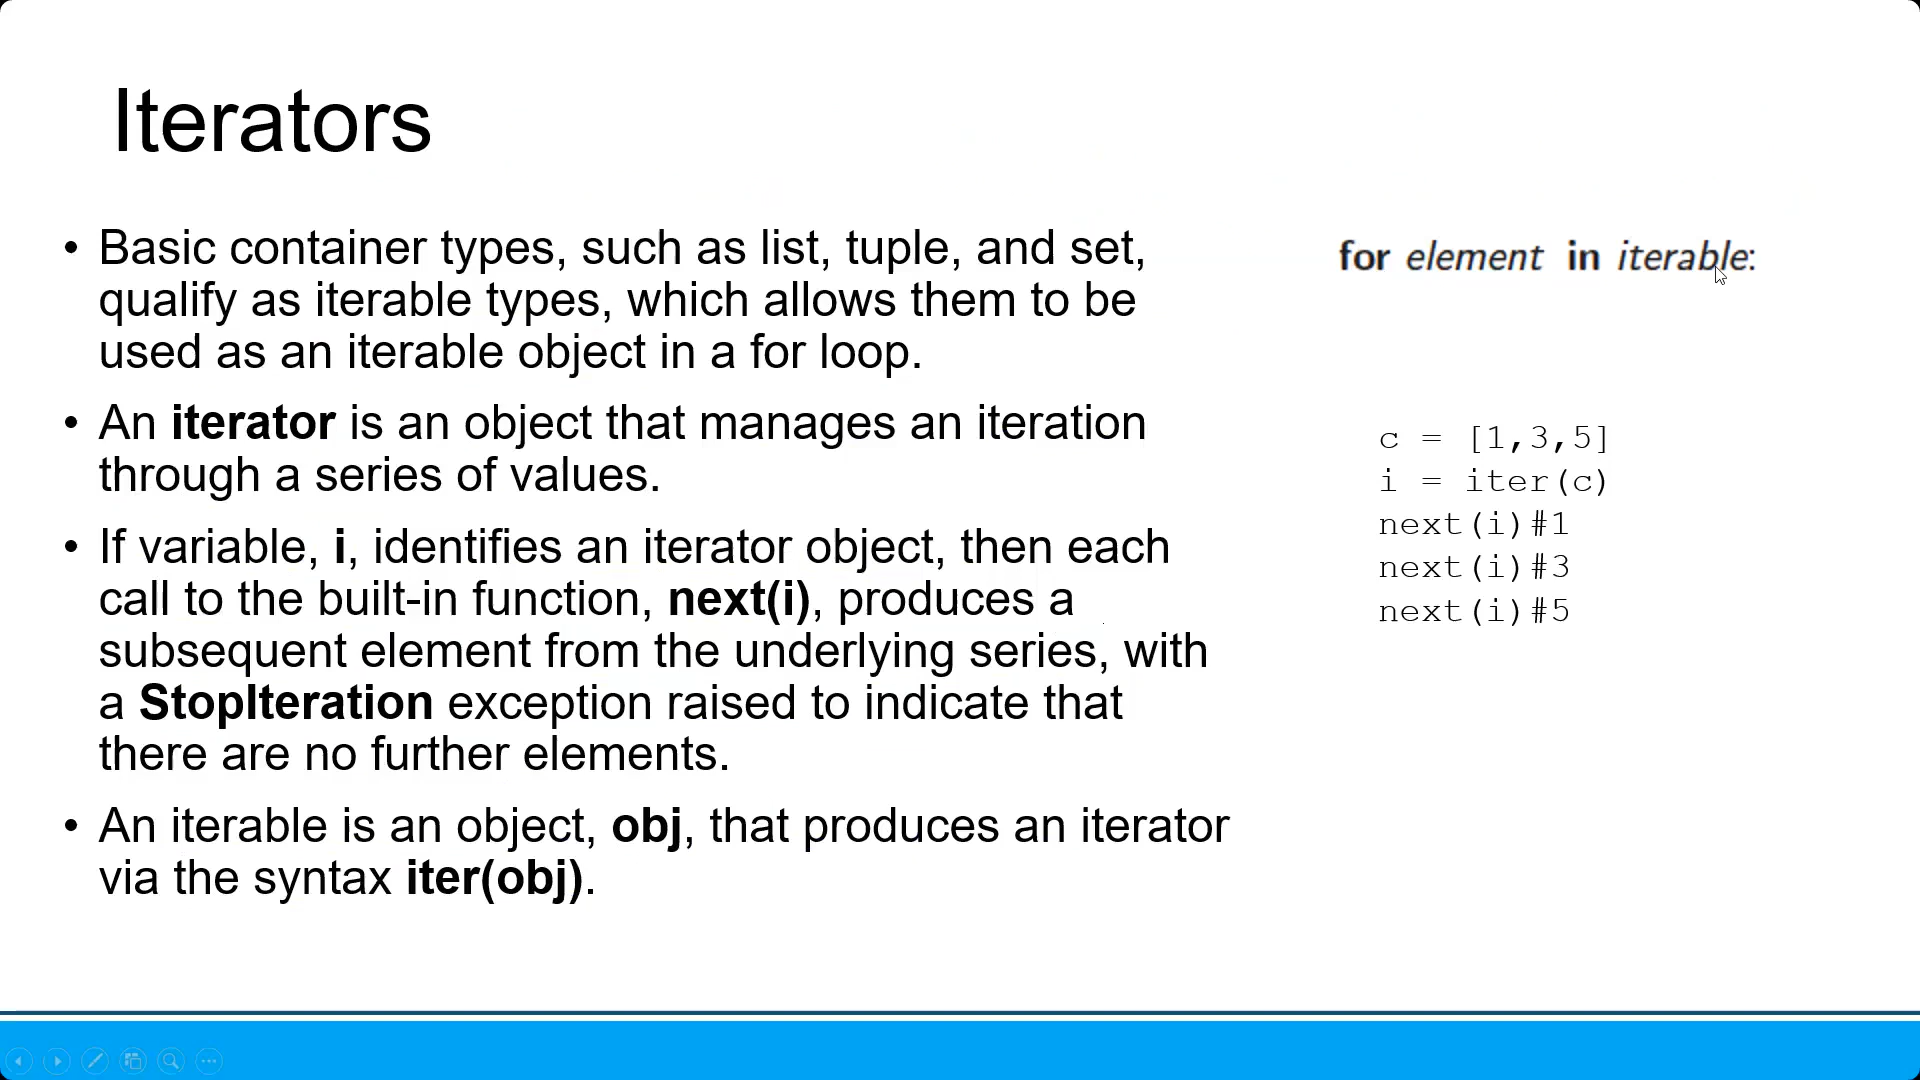 Iterators
• Basic container types, such as list, tuple, and set,
qualify as iterable types, which allows them to be
used as an iterable object in a for loop.
• An iterator is an object that manages an iteration
through a series of values.
• If variable, i, identifies an iterator object, then each
call to the built-in function, next(i), produces a
subsequent element from the underlying series, with
a StopIteration exception raised to indicate that
there are no further elements.
• An iterable is an object, obj, that produces an iterator
via the syntax iter(obj).
for element in iterable:
c = [1,3,5]
i = iter(c)
next(i)#1
next(i)#3
next(i)#5